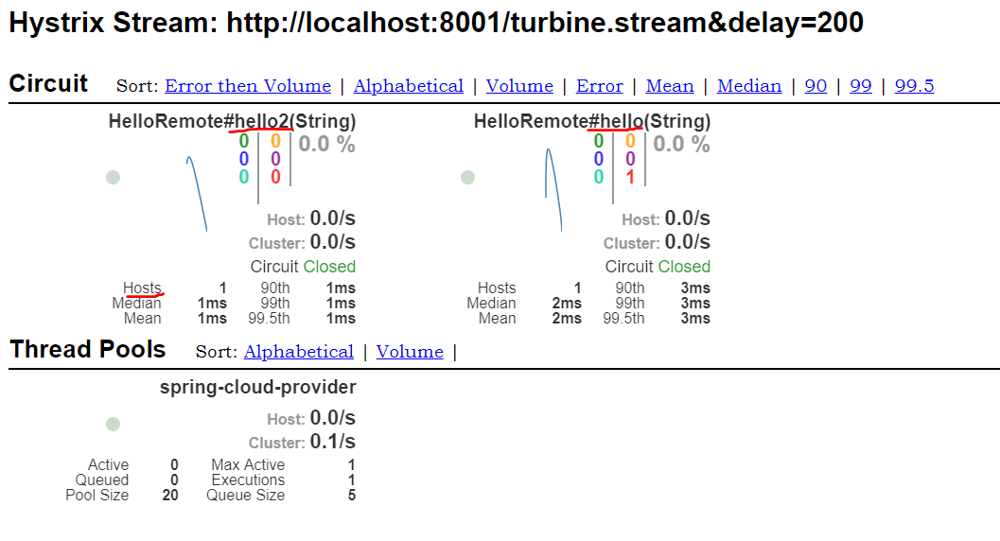 Hystrix Stream: http://localhost:8001/turbine.stream&delay=200
Circuit Sort: Error then Volume | Alphabetical | Volume | Error | Mean | Median | 90 | 99 | 99.5
HelloRemote#hello2(String)
0 0 0.0 %
0 0
0 0
Host: 0.0/s
Cluster: 0.0/s
Circuit Closed
Hosts 1 90th 1ms
Median 1ms 99th 1ms
Mean 1ms 99.5th 1ms
HelloRemote#hello(String)
0 0 0.0 %
0 0
0 1
Host: 0.0/s
Cluster: 0.0/s
Circuit Closed
Hosts 1 90th 3ms
Median 2ms 99th 3ms
Mean 2ms 99.5th 3ms
Thread Pools Sort: Alphabetical | Volume |
spring-cloud-provider
Host: 0.0/s
Cluster: 0.1/s
Active 0 Max Active 1
Queued 0 Executions 1
Pool Size 20 Queue Size 5